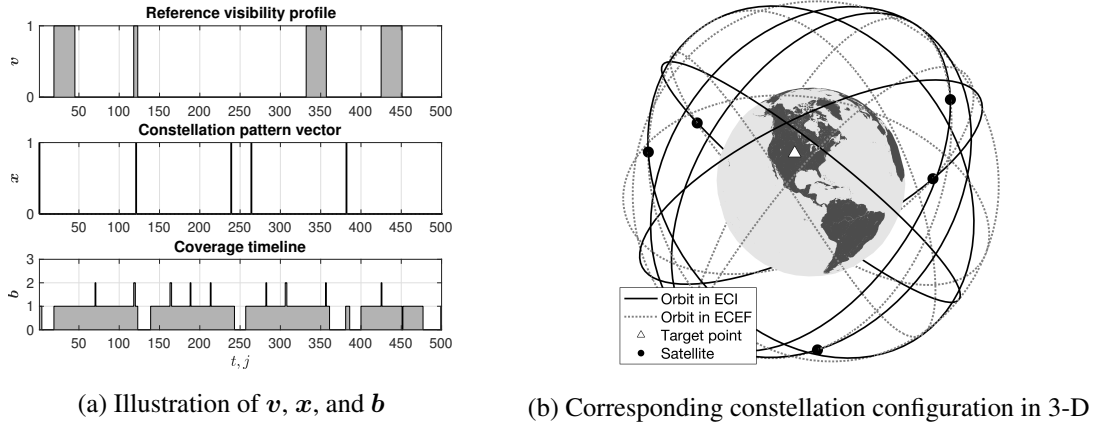 Reference visibility profile
1
v
0
50 100 150 200 250 300 350 400 450 500
Constellation pattern vector
1
x
0
50 100 150 200 250 300 350 400 450 500
Coverage timeline
3
2
b
1
0
50 100 150 200 250 300 350 400 450 500
t, j
(a) Illustration of v, x, and b
Orbit in ECI
Orbit in ECEF
Target point
Satellite
(b) Corresponding constellation configuration in 3-D